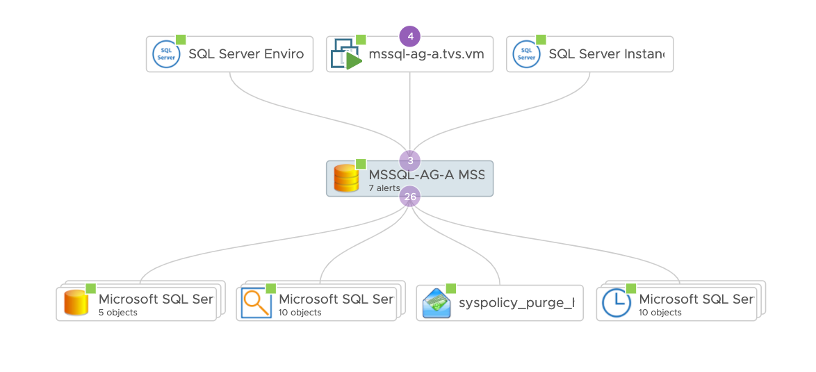 4
SQL Server
SQL Server Enviro
mssql-ag-a.tvs.vm
SQL Server
SQL Server Instan
3
MSSQL-AG-A MSS
7 alerts
26
Microsoft SQL Ser
5 objects
Microsoft SQL Ser
10 objects
syspolicy_purge_
Microsoft SQL Ser
10 objects